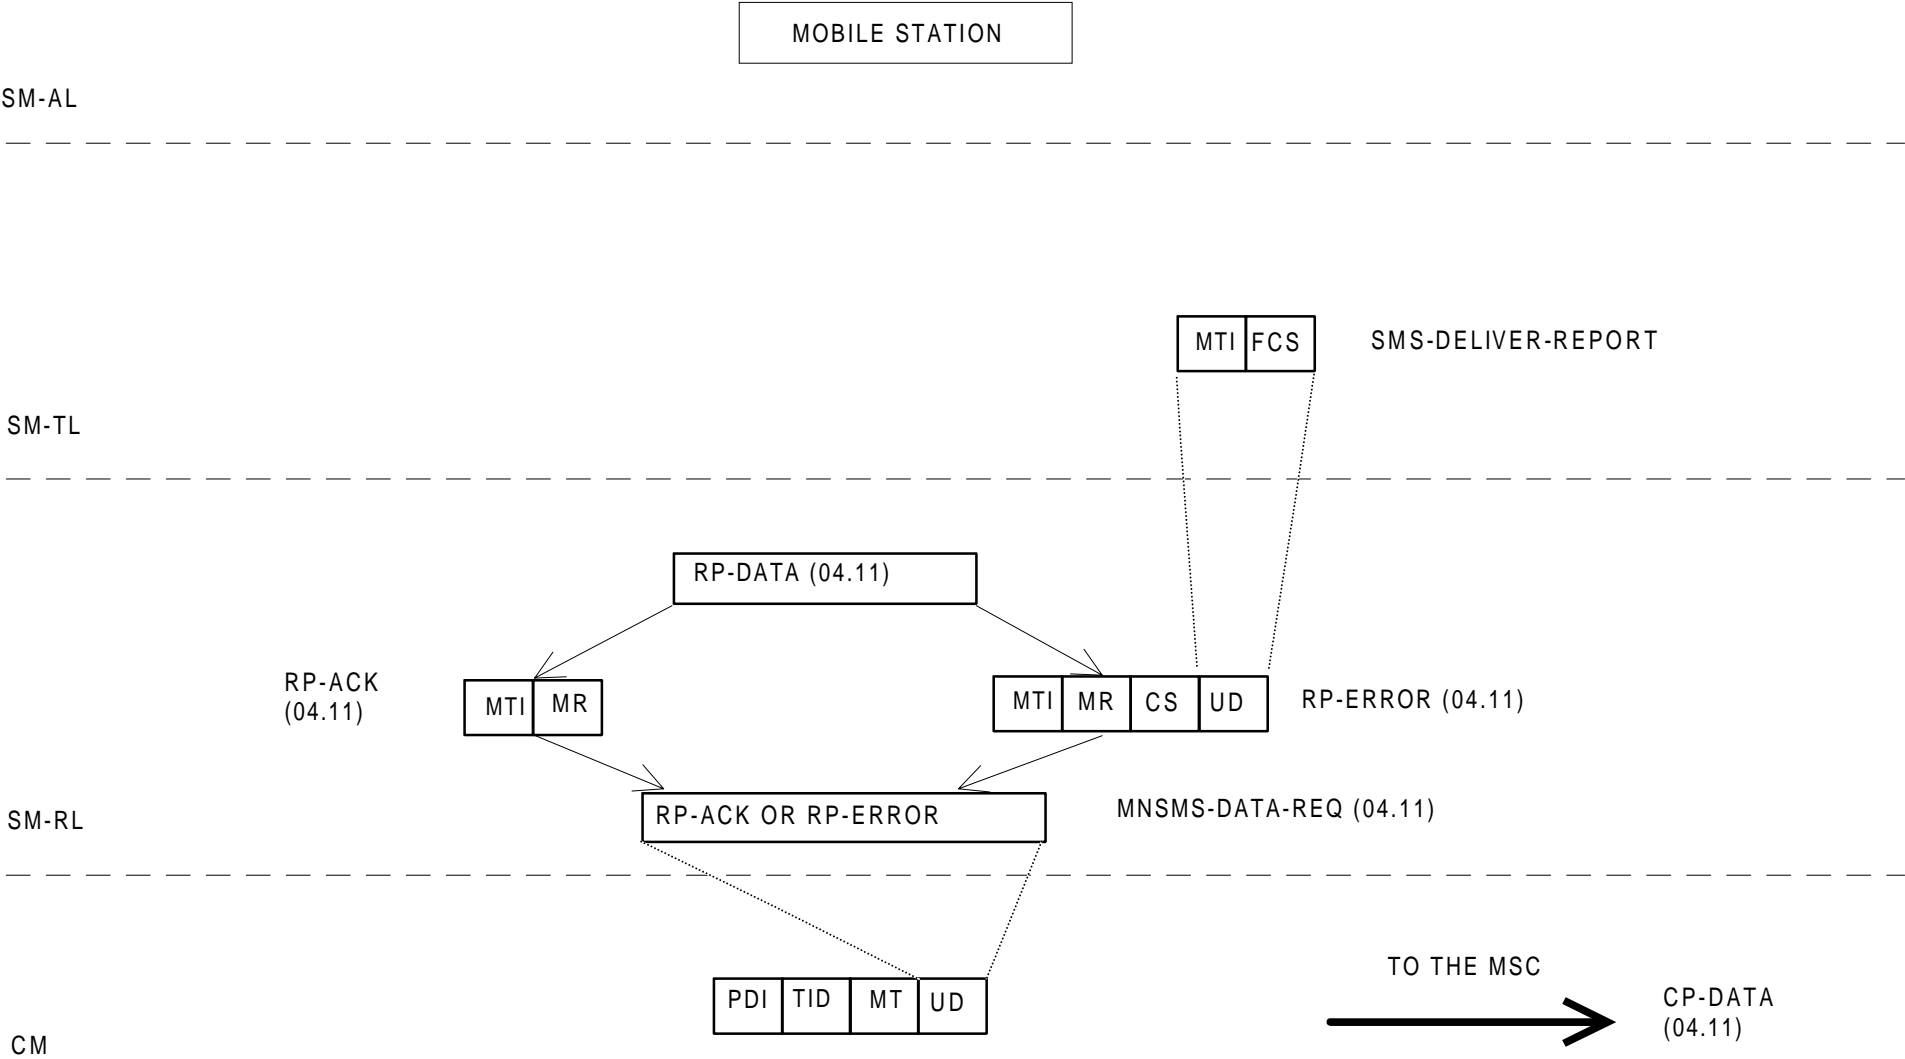 MOBILE STATION
SM-AL
MTI FCS SMS-DELIVER-REPORT
SM-TL
RP-DATA (04.11)
RP-ACK
(04.11)
MTI MR
MTI MR CS UD RP-ERROR (04.11)
RP-ACK OR RP-ERROR
MNSMS-DATA-REQ (04.11)
SM-RL
TO THE MSC
PDI TID MT UD
CP-DATA
(04.11)
CM